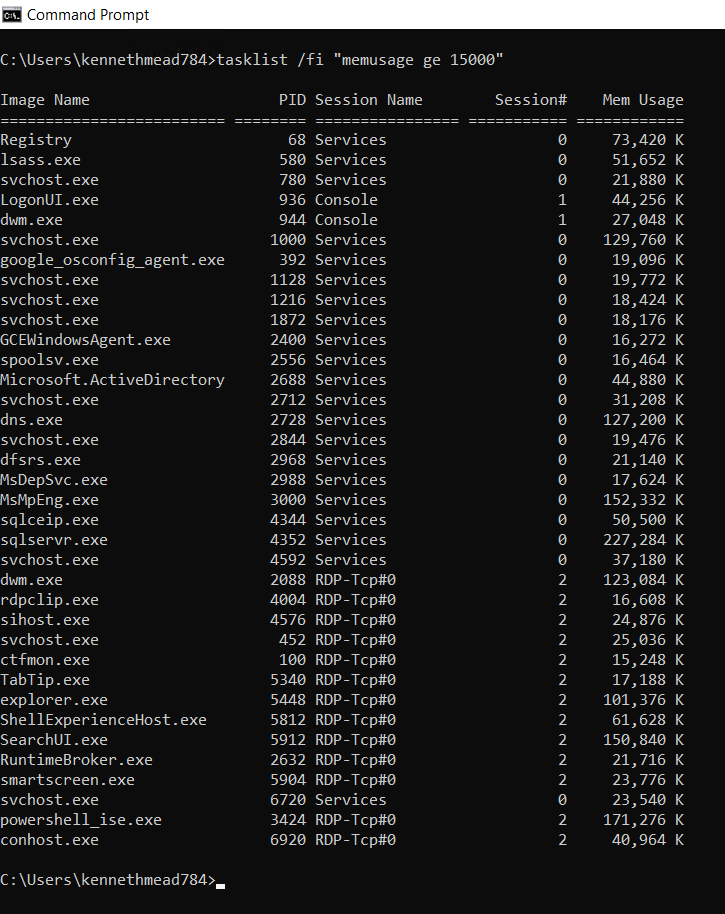 Command Prompt
C:\Users\kennethmead784>tasklist /fi "memusage ge 15000"
Image Name                     PID Session Name        Session#    Mem Usage
========================= ======== ================ =========== ============
Registry                        68 Services                   0     73,420 K
lsass.exe                      580 Services                   0     51,652 K
svchost.exe                    780 Services                   0     21,880 K
LogonUI.exe                    936 Console                    1     44,256 K
dwm.exe                        944 Console                    1     27,048 K
svchost.exe                   1000 Services                   0    129,760 K
google_osconfig_agent.exe      392 Services                   0     19,096 K
svchost.exe                   1128 Services                   0     19,772 K
svchost.exe                   1216 Services                   0     18,424 K
svchost.exe                   1872 Services                   0     18,176 K
GCEWindowsAgent.exe           2400 Services                   0     16,272 K
spoolsv.exe                   2556 Services                   0     16,464 K
Microsoft.ActiveDirectory     2688 Services                   0     44,880 K
svchost.exe                   2712 Services                   0     31,208 K
dns.exe                       2728 Services                   0    127,200 K
svchost.exe                   2844 Services                   0     19,476 K
dfsrs.exe                     2968 Services                   0     21,140 K
MsDepSvc.exe                  2988 Services                   0     17,624 K
MsMpEng.exe                   3000 Services                   0    152,332 K
sqlceip.exe                   4344 Services                   0     50,500 K
sqlservr.exe                  4352 Services                   0    227,284 K
svchost.exe                   4592 Services                   0     37,180 K
dwm.exe                       2088 RDP-Tcp#0                  2    123,084 K
rdpclip.exe                   4004 RDP-Tcp#0                  2     16,608 K
sihost.exe                    4576 RDP-Tcp#0                  2     24,876 K
svchost.exe                    452 RDP-Tcp#0                  2     25,036 K
ctfmon.exe                     100 RDP-Tcp#0                  2     15,248 K
TabTip.exe                    5340 RDP-Tcp#0                  2     17,188 K
explorer.exe                  5448 RDP-Tcp#0                  2    101,376 K
ShellExperienceHost.exe       5812 RDP-Tcp#0                  2     61,628 K
SearchUI.exe                  5912 RDP-Tcp#0                  2    150,840 K
RuntimeBroker.exe             2632 RDP-Tcp#0                  2     21,716 K
smartscreen.exe               5904 RDP-Tcp#0                  2     23,776 K
svchost.exe                   6720 Services                   0     23,540 K
powershell_ise.exe            3424 RDP-Tcp#0                  2    171,276 K
conhost.exe                   6920 RDP-Tcp#0                  2     40,964 K
C:\Users\kennethmead784>